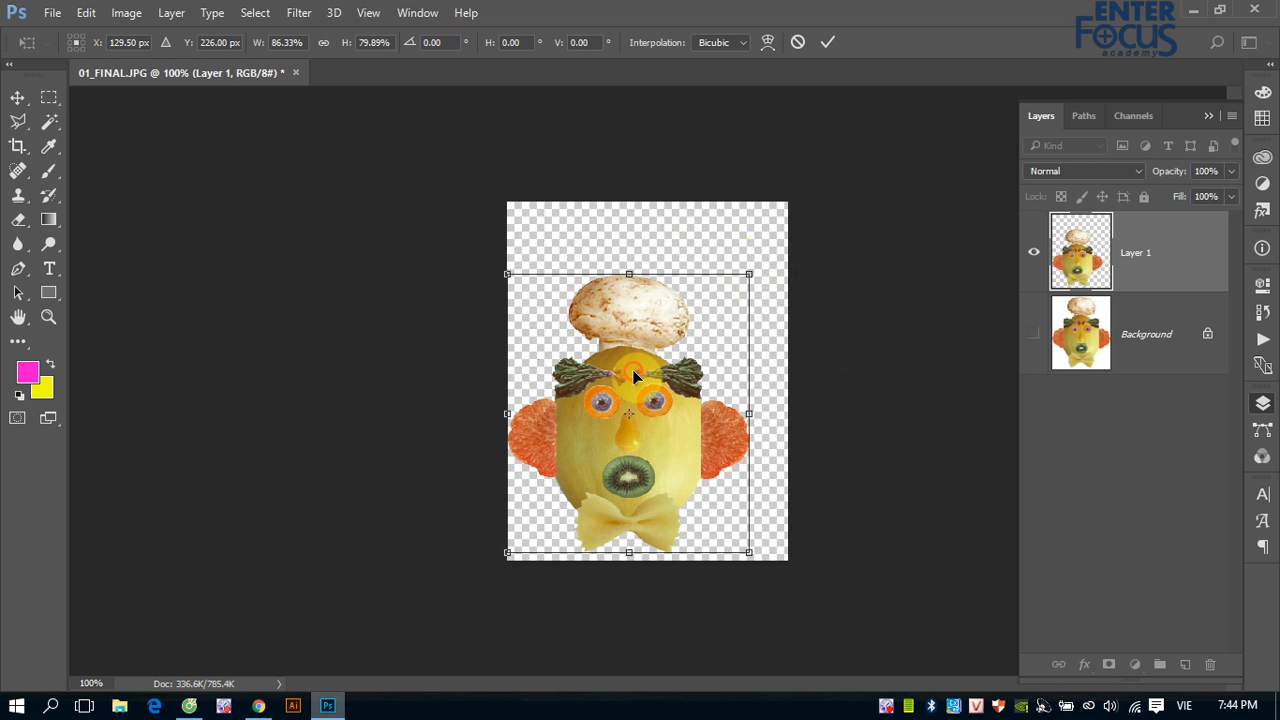 Ps File Edit Image Layer Type Select Filter 3D View Window Help
ENTER
FOCUS
academy
X: 129.50 px Y: 226.00 px W: 86.33% H: 79.89% 0.00 ° H: 0.00 ° V: 0.00 ° Interpolation: Bicubic
01_FINAL.JPG @ 100% (Layer 1, RGB/8#) * ×
Layers Paths Channels
Kind
Normal Opacity: 100%
Lock: Fill: 100%
Layer 1
Background
100% Doc: 336.6K/785.4K
Ai Ps VIE 7:44 PM